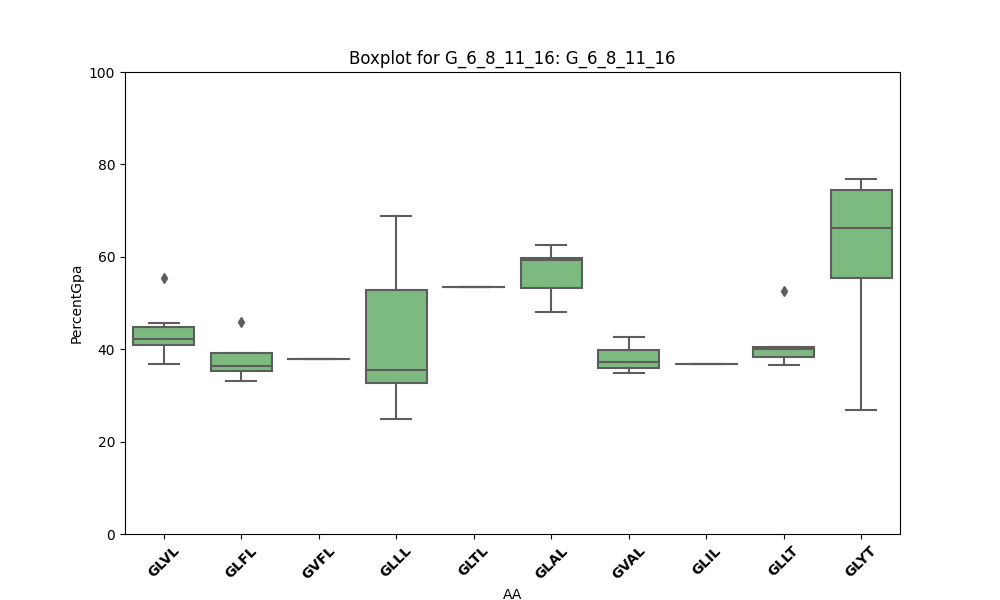 Boxplot for G_6_8_11_16: G_6_8_11_16
PercentGpa
100
80
60
40
20
0
GLVL GLFL GVFL GLLL GLTL GLAL GVAL GLIL GLLT GLYT
AA